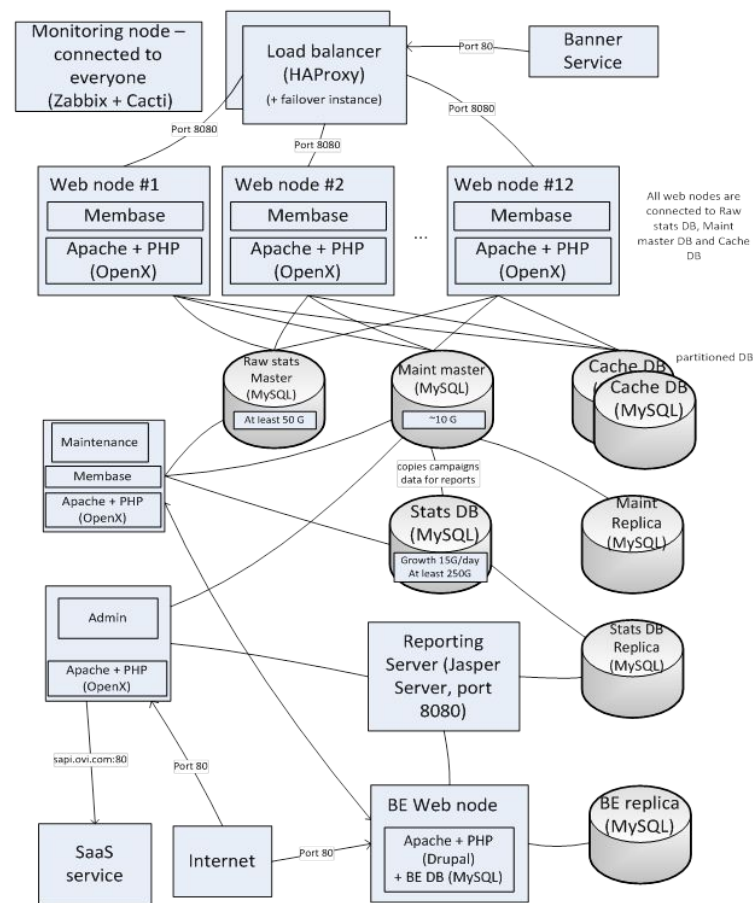 Monitoring node –
connected to
everyone
(Zabbix + Cacti)
Load balancer
(HAProxy)
(+ failover instance)
Port 80
Banner
Service
Port 8080
Port 8080
Port 8080
Web node #1
Membase
Apache + PHP
(OpenX)
Web node #2
Membase
Apache + PHP
(OpenX)
...
Web node #12
Membase
Apache + PHP
(OpenX)
All web nodes are
connected to Raw
stats DB, Maint
master DB and Cache
DB
Raw stats
Master
(MySQL)
At least 50 G
Maint master
(MySQL)
~10 G
Cache DB
Cache DB
(MySQL)
partitioned DB
Maintenance
Membase
Apache + PHP
(OpenX)
copies campaigns
data for reports
Stats DB
(MySQL)
Growth 15G/day
At least 250G
Maint
Replica
(MySQL)
Admin
Apache + PHP
(OpenX)
Reporting
Server (Jasper
Server, port
8080)
Stats DB
Replica
(MySQL)
sapi.ovi.com:80
Port 80
SaaS
service
Internet
Port 80
BE Web node
Apache + PHP
(Drupal)
+ BE DB (MySQL)
BE replica
(MySQL)